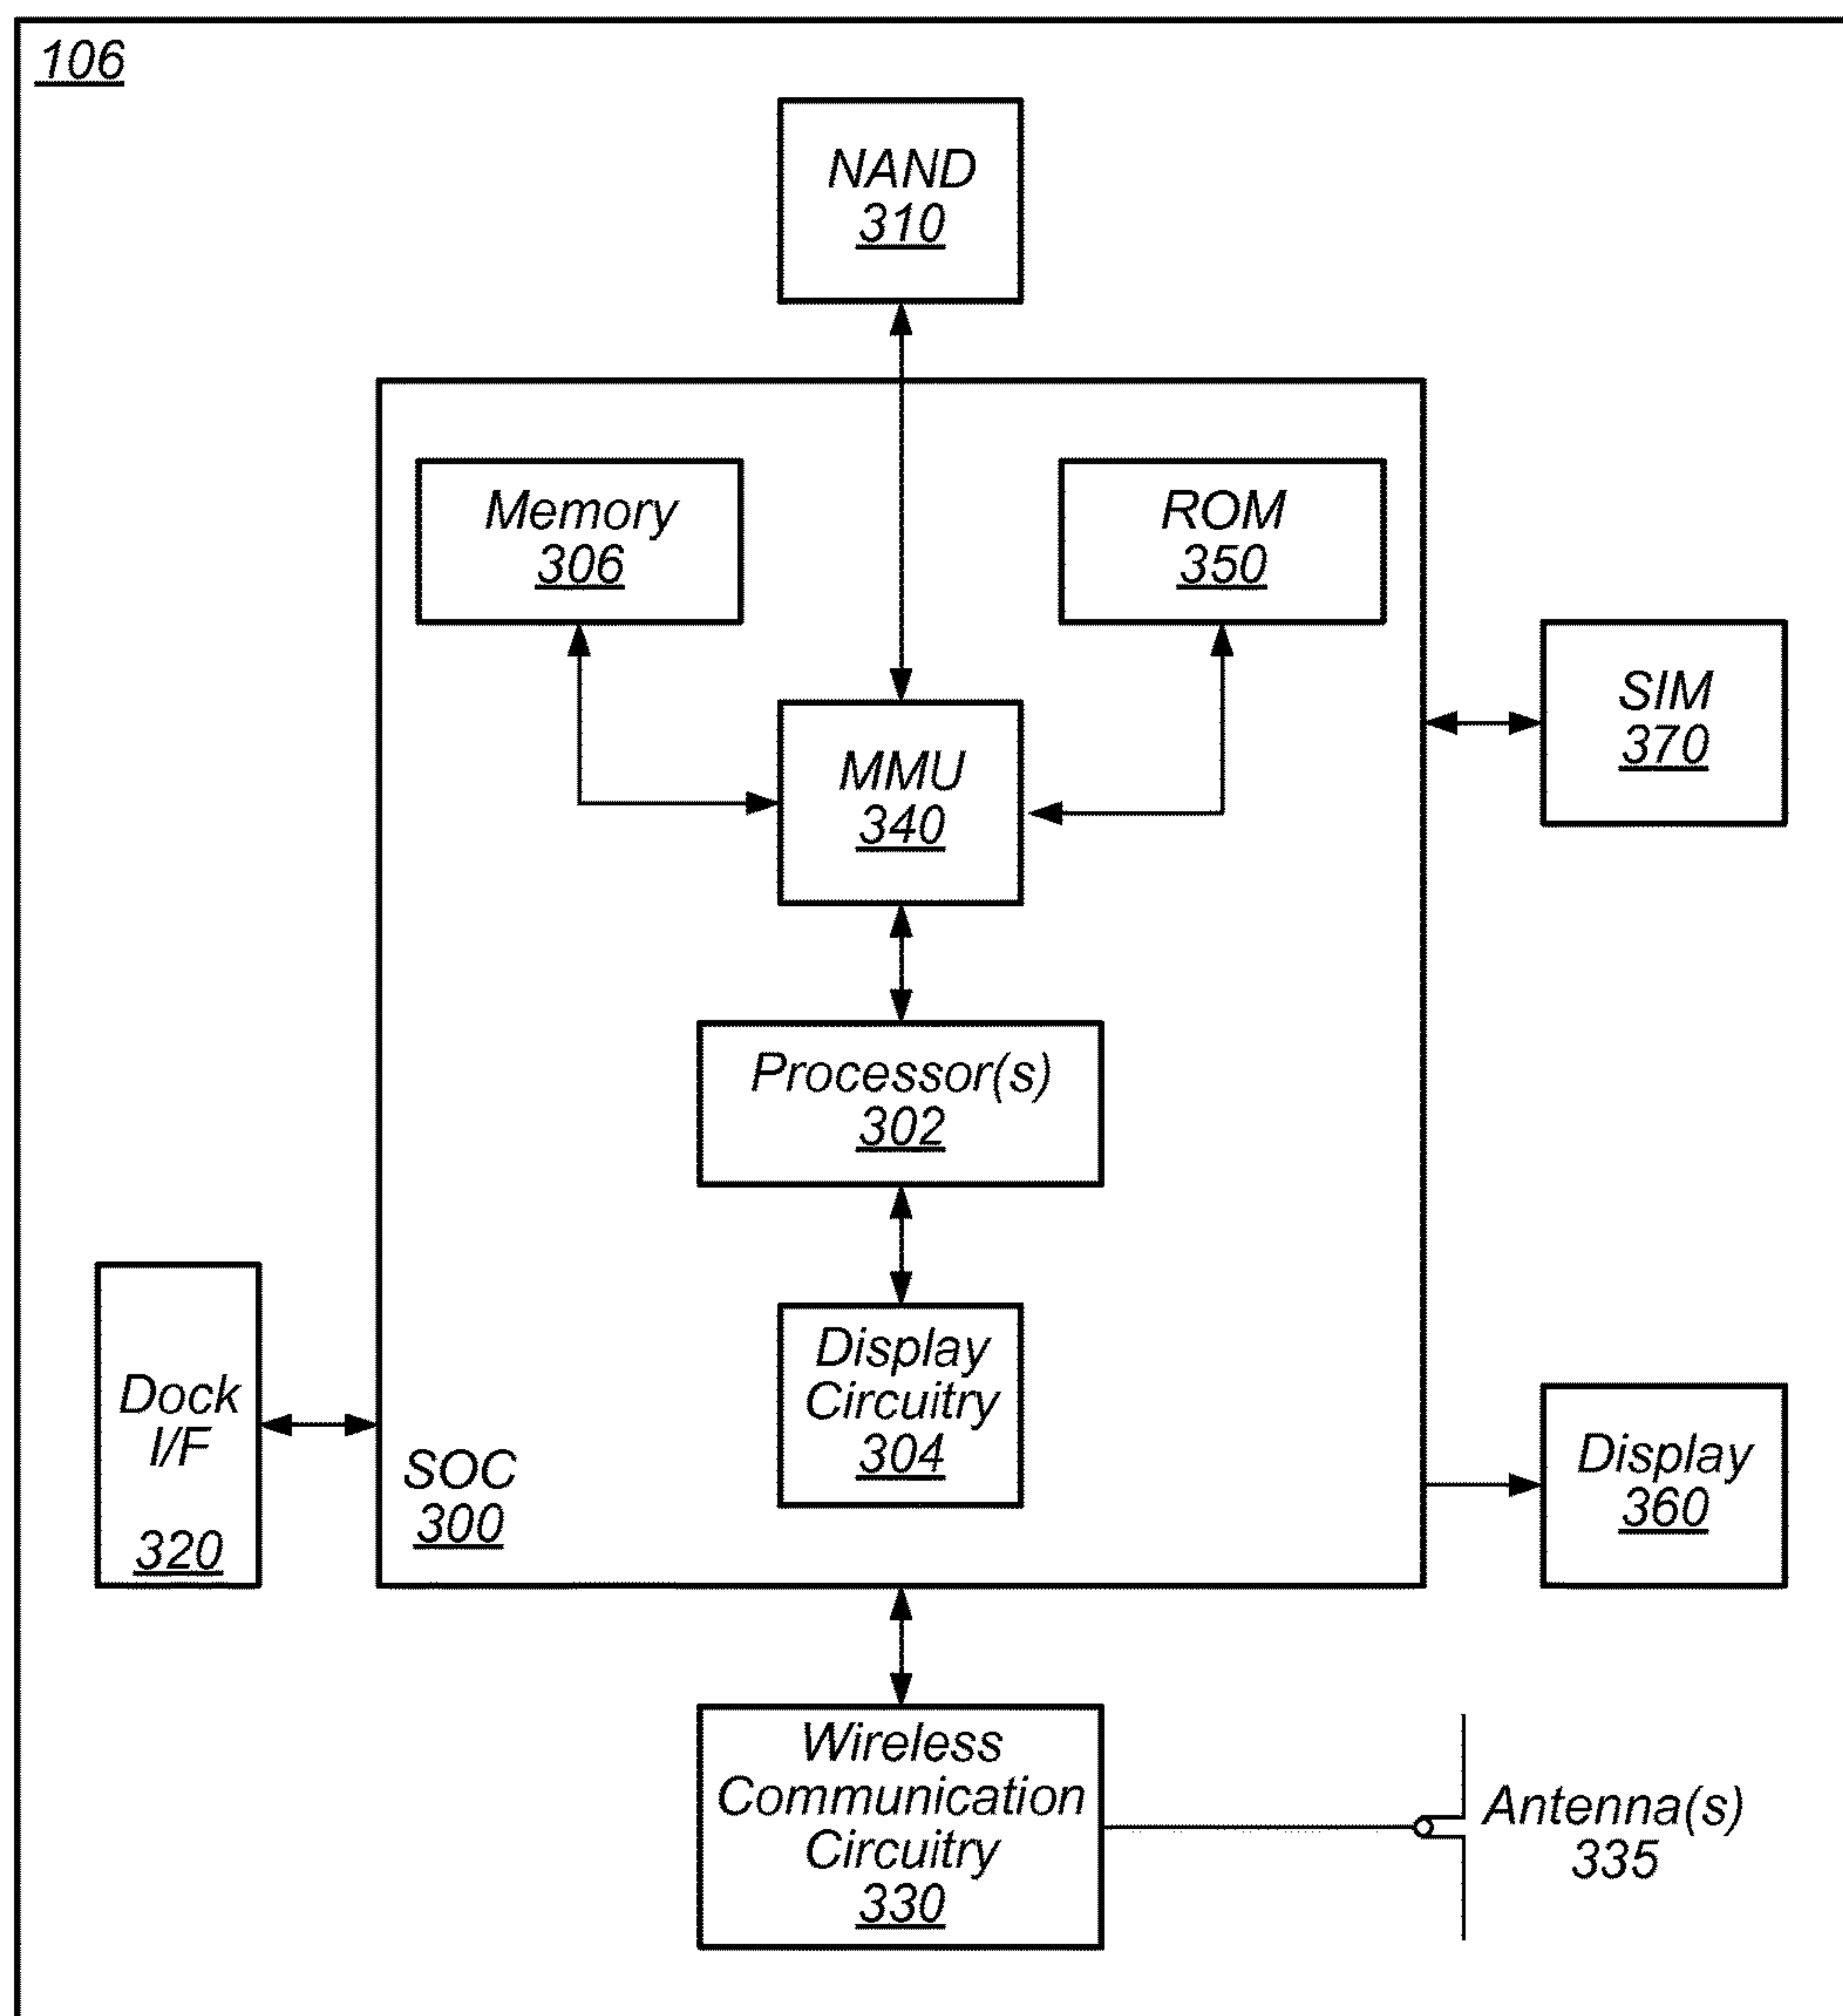 106
NAND
310
Memory
306
ROM
350
SIM
370
MMU
340
Processor(s)
302
Display
Circuitry
304
Dock
I/F
320
SOC
300
Display
360
Wireless
Communication
Circuitry
330
Antenna(s)
335